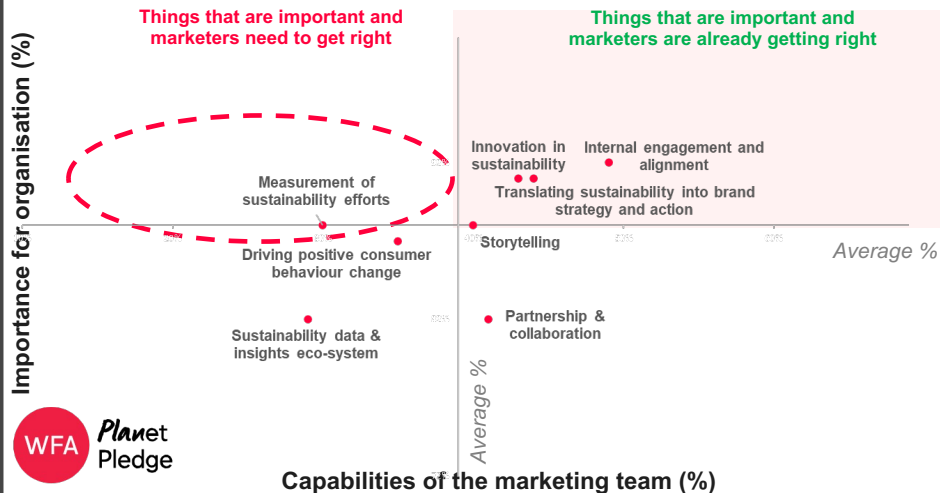 Things that are important and
marketers need to get right
Things that are important and
marketers are already getting right
Importance for organisation (%)
Innovation in
sustainability
Internal engagement and
alignment
Measurement of
sustainability efforts
Translating sustainability into brand
strategy and action
Storytelling
Average %
Driving positive consumer
behaviour change
Partnership &
collaboration
Sustainability data &
insights eco-system
Average %
WFA
Planet
Pledge
Capabilities of the marketing team (%)